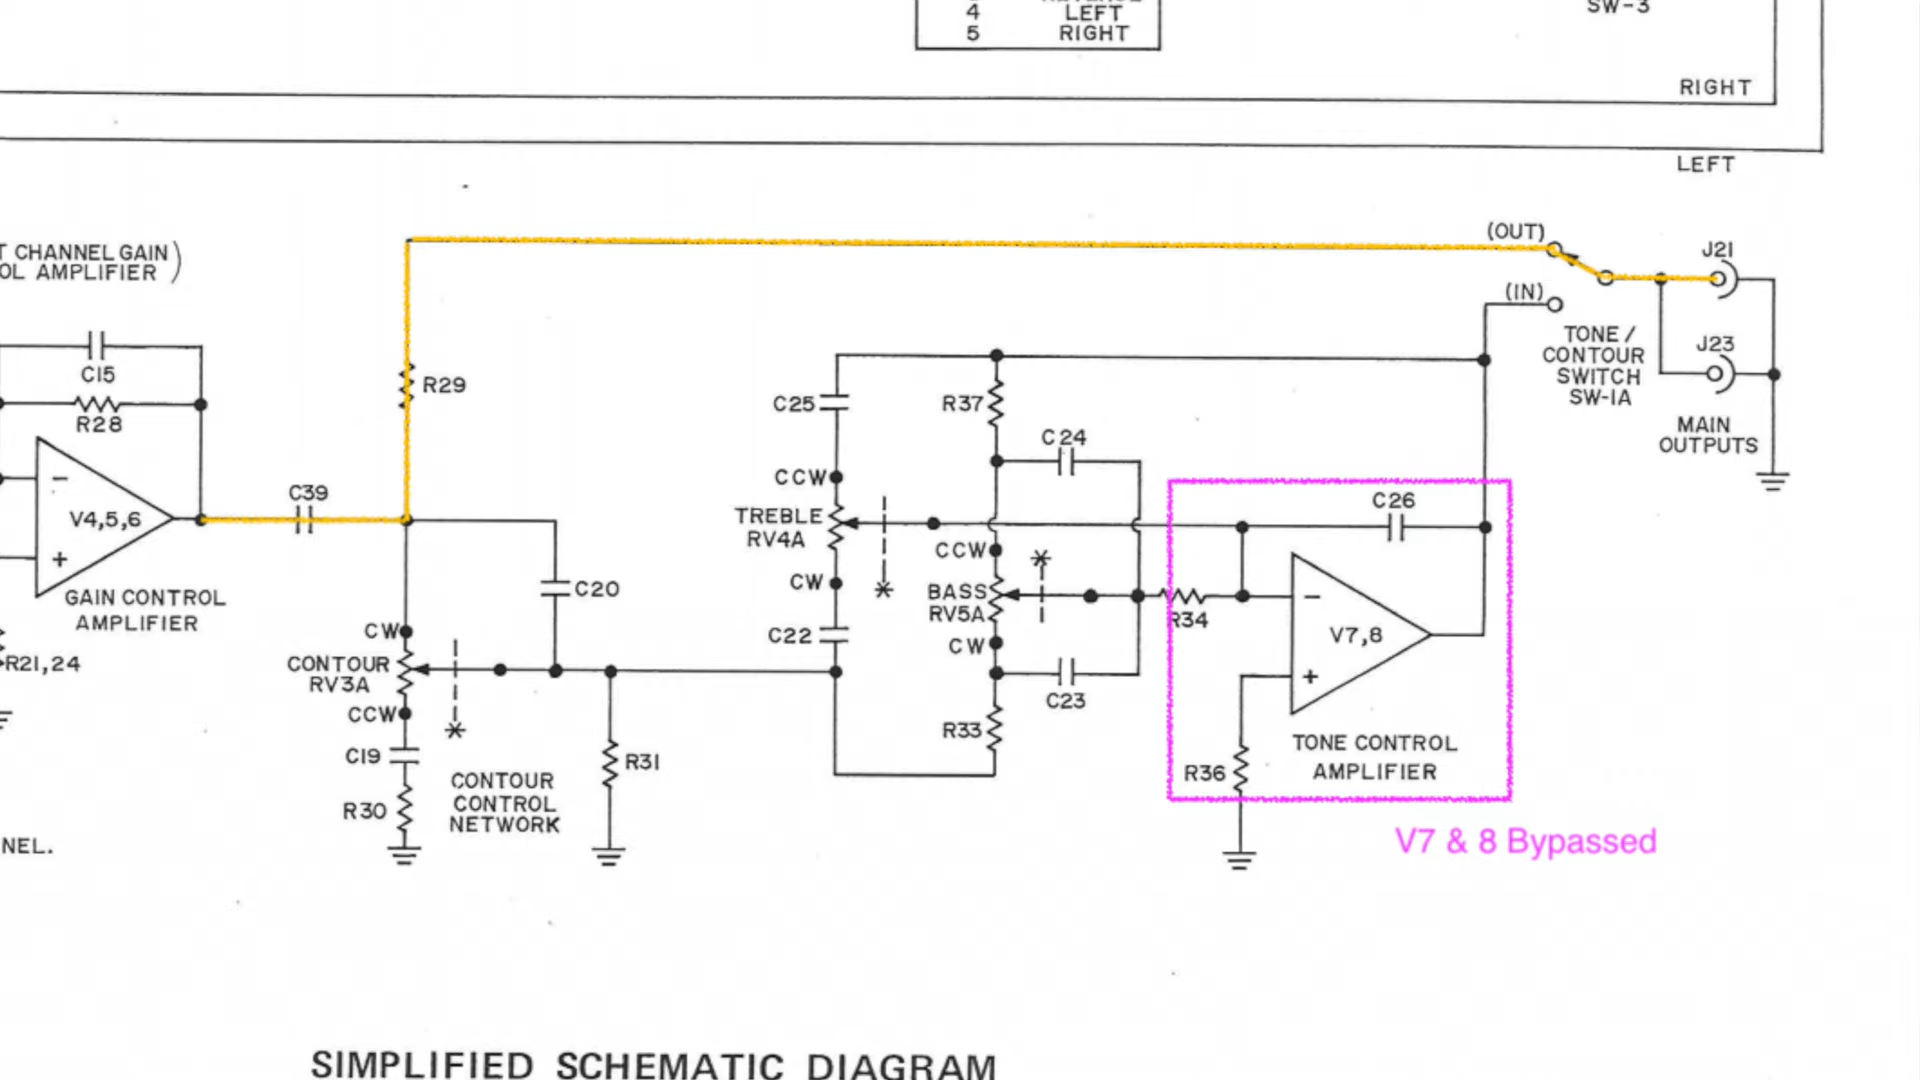 4 LEFT
5 RIGHT
SW-3
RIGHT
LEFT
T CHANNEL GAIN)
OL AMPLIFIER
(OUT)
J21
(IN)
TONE/
CONTOUR
SWITCH
SW-1A
J23
MAIN
OUTPUTS
C15
R28
R29
C25
R37
C24
C39
CCW
C26
V4,5,6
TREBLE
RV4A
CCW
GAIN CONTROL
AMPLIFIER
C20
CW
BASS
RV5A
R34
V7,8
CW
C22
CW
R21,24
CONTOUR
RV3A
CCW
C23
R33
C19
R31
TONE CONTROL
AMPLIFIER
R36
R30
CONTOUR
CONTROL
NETWORK
NEL.
V7 & 8 Bypassed
SIMPLIFIED SCHEMATIC DIAGRAM